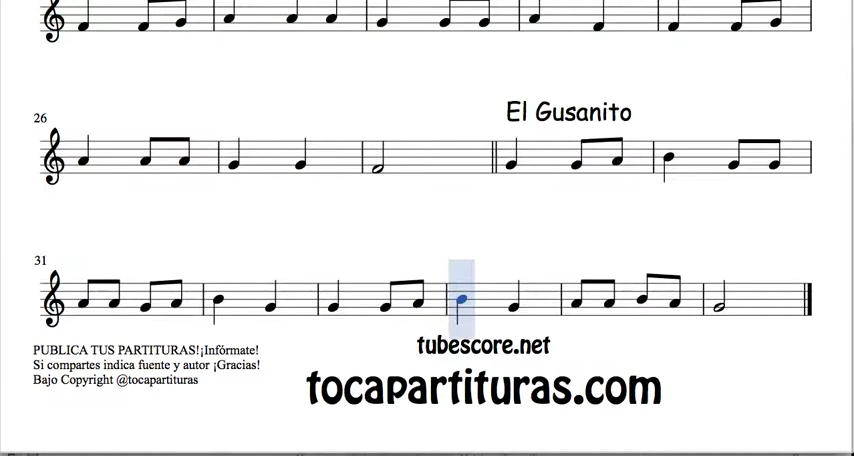 El Gusanito
26
31
PUBLICA TUS PARTITURAS!¡Infórmate!
Si compartes indica fuente y autor ¡Gracias!
Bajo Copyright @tocapartituras
tubescore.net
tocapartituras.com